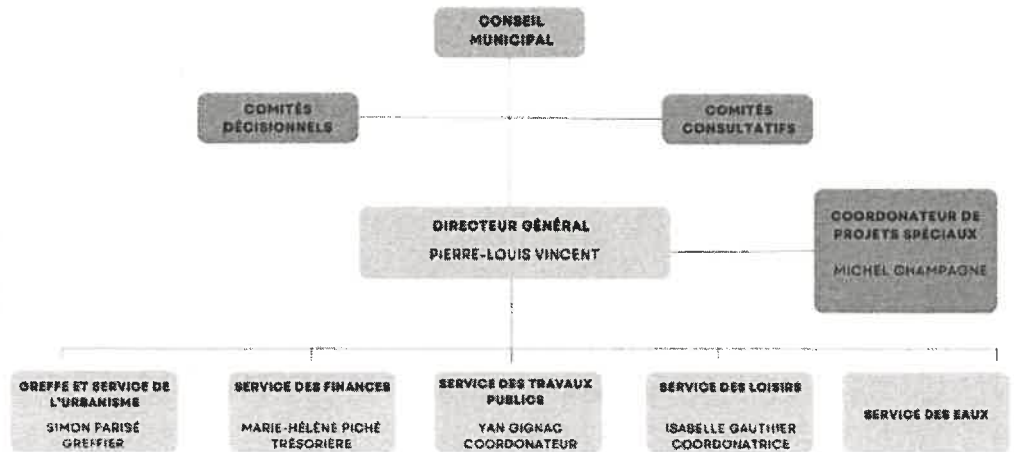 CONSEIL
MUNICIPAL
COMITÉS
DÉCISIONNELS
COMITÉS
CONSULTATIFS
DIRECTEUR GÉNÉRAL
PIERRE-LOUIS VINCENT
COORDONATEUR DE
PROJETS SPÉCIAUX
MICHEL CHAMPAGNE
GREFFE ET SERVICE DE
L'URBANISME
SIMON PARISÉ
GREFFIER
SERVICE DES FINANCES
MARIE-HÉLÈNE PICHÉ
TRÉSORIÈRE
SERVICE DES TRAVAUX
PUBLICS
YAN GIGNAC
COORDONATEUR
SERVICE DES LOISIRS
ISABELLE GAUTHIER
COORDONATRICE
SERVICE DES EAUX